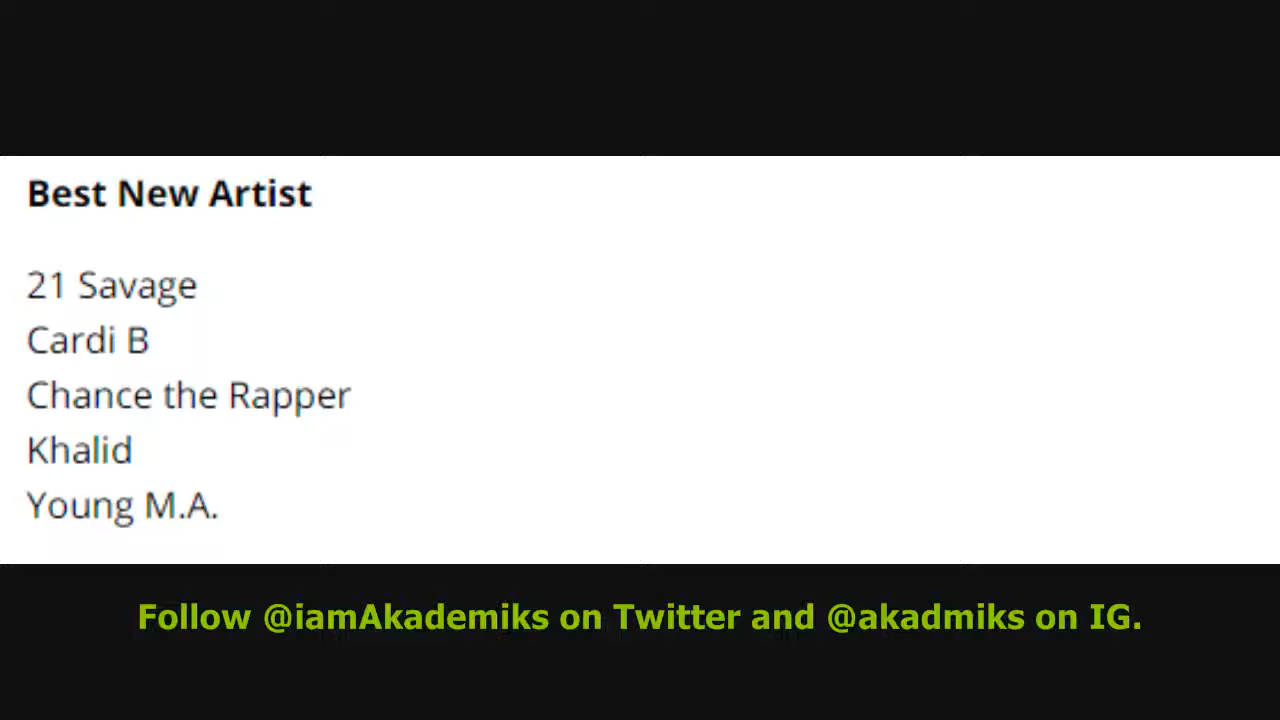 Best New Artist
21 Savage
Cardi B
Chance the Rapper
Khalid
Young M.A.
Follow @iamAkademiks on Twitter and @akadmiks on IG.